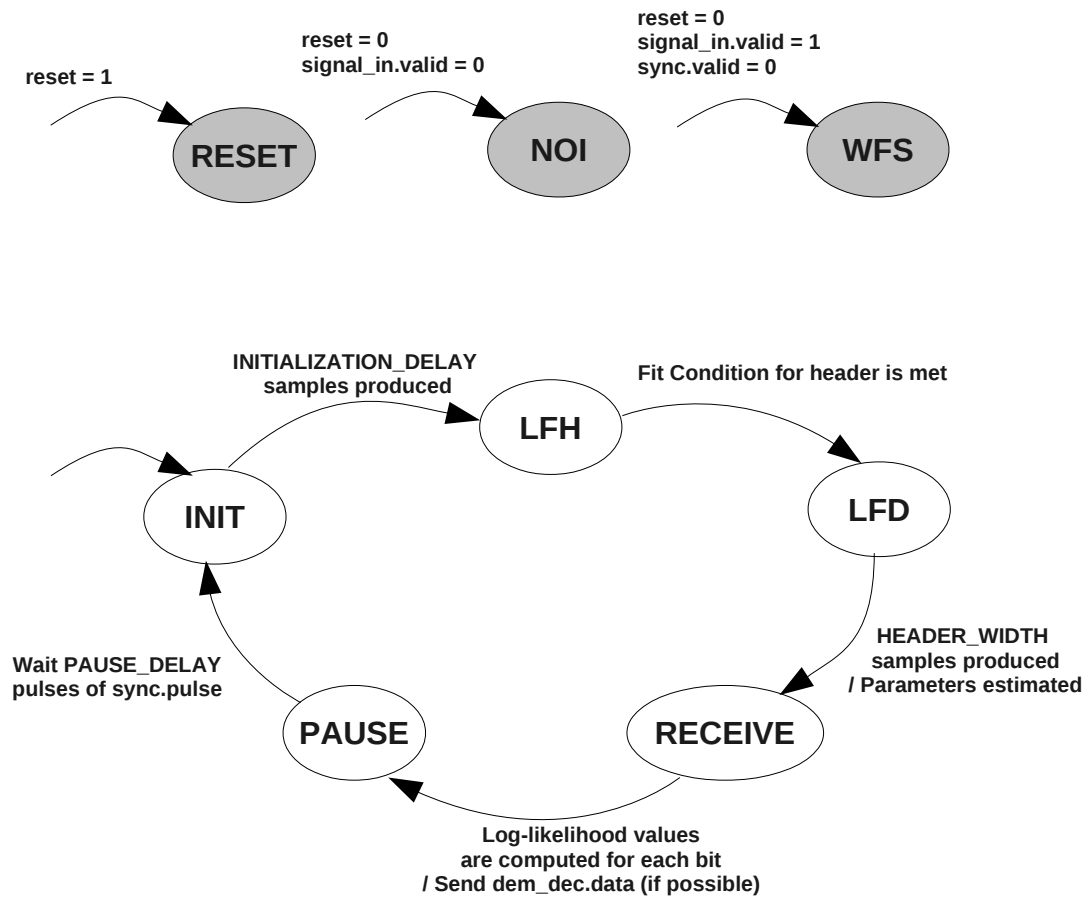 reset = 1
reset = 0
signal_in.valid = 0
reset = 0
signal_in.valid = 1
sync.valid = 0
RESET
NOI
WFS
INITIALIZATION_DELAY
samples produced
Fit Condition for header is met
LFH
INIT
LFD
HEADER_WIDTH
samples produced
/ Parameters estimated
Wait PAUSE_DELAY
pulses of sync.pulse
PAUSE
RECEIVE
Log-likelihood values
are computed for each bit
/ Send dem_dec.data (if possible)